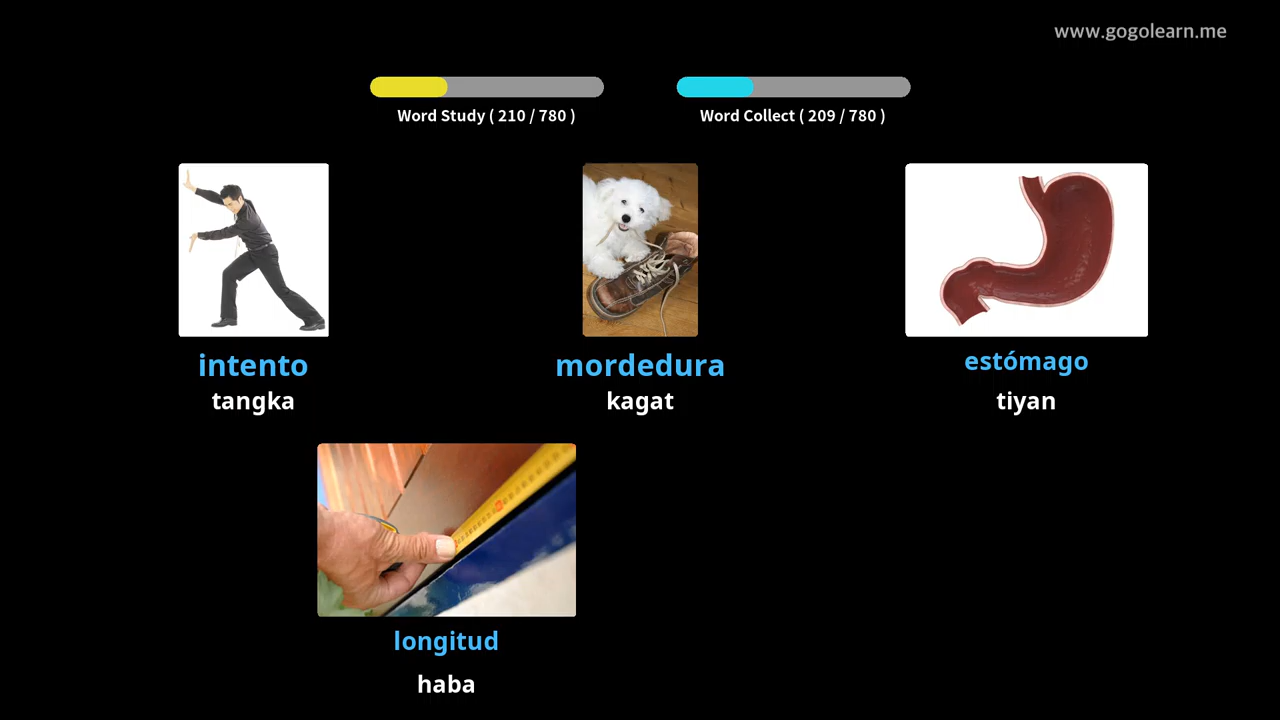 www.gogolearn.me
Word Study ( 210 / 780 )
Word Collect ( 209 / 780 )
intento
tangka
mordedura
kagat
estómago
tiyan
longitud
haba